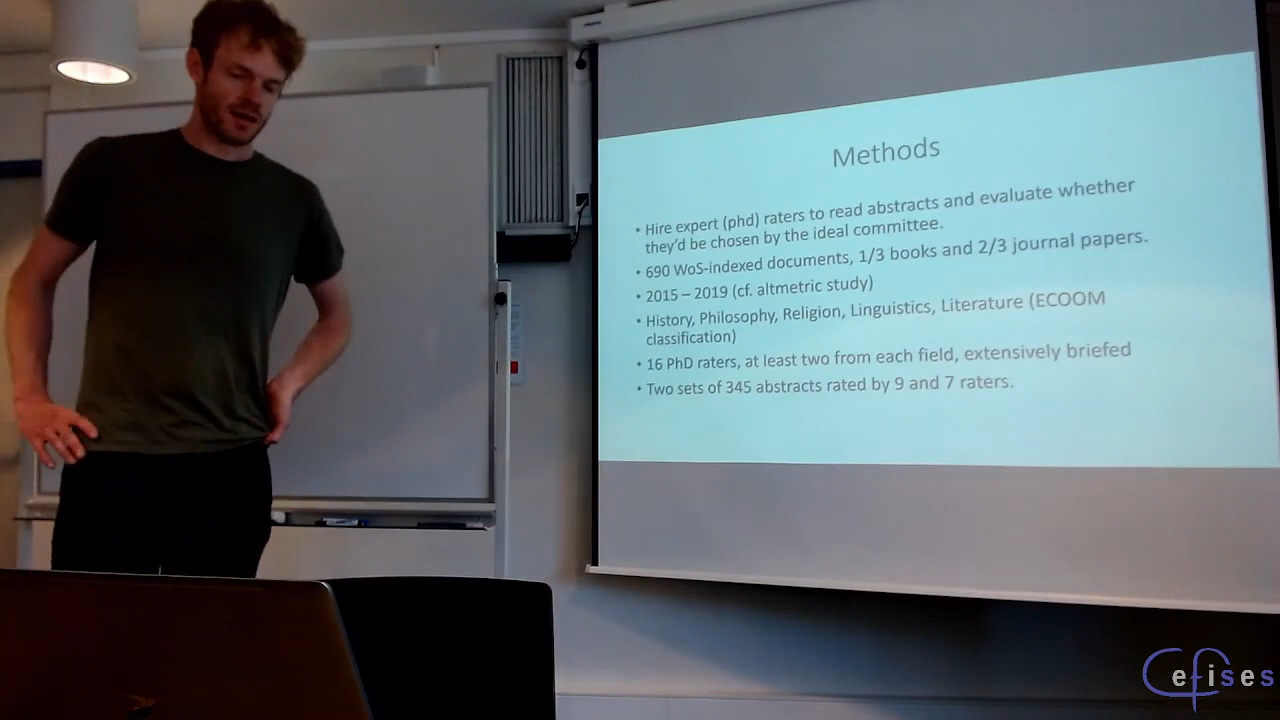 Methods
• Hire expert (phd) raters to read abstracts and evaluate whether
they'd be chosen by the ideal committee.
• 690 WoS-indexed documents, 1/3 books and 2/3 journal papers.
• 2015 – 2019 (cf. altmetric study)
• History, Philosophy, Religion, Linguistics, Literature (ECOOM
classification)
• 16 PhD raters, at least two from each field, extensively briefed
• Two sets of 345 abstracts rated by 9 and 7 raters.
Cefises